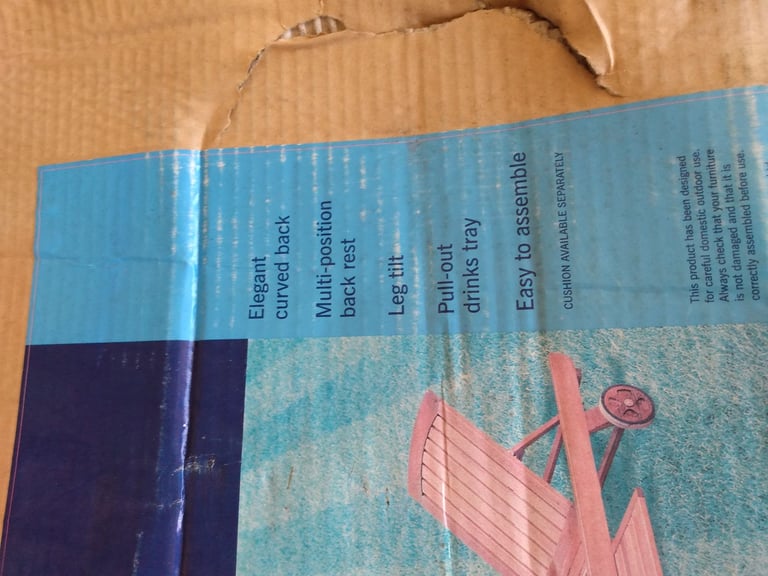 Elegant
curved back
Multi-position
back rest
Leg tilt
Pull-out
drinks tray
Easy to assemble
CUSHION AVAILABLE SEPARATELY
This product has been designed
for careful domestic outdoor use.
Always check that your furniture
is not damaged and that it is
correctly assembled before use.